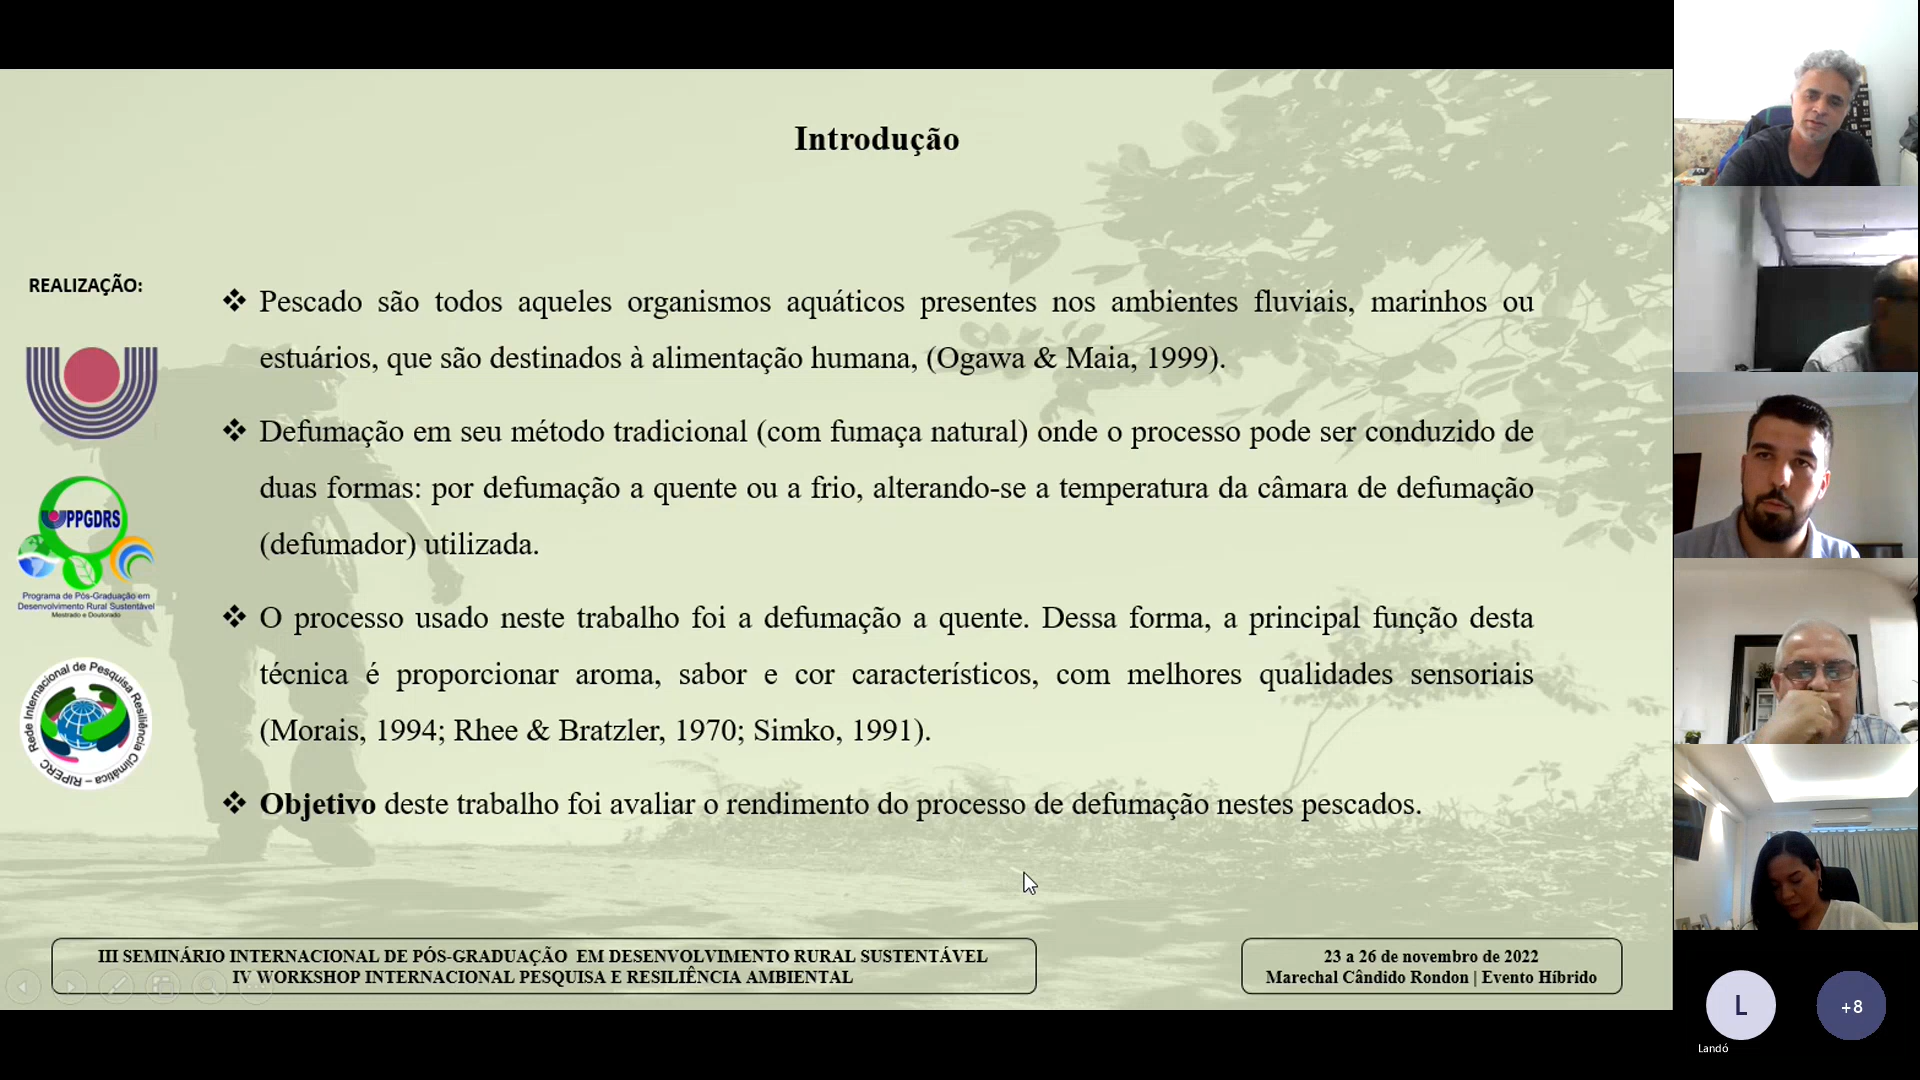 Introdução
REALIZAÇÃO:
❖ Pescado são todos aqueles organismos aquáticos presentes nos ambientes fluviais, marinhos ou
estuários, que são destinados à alimentação humana, (Ogawa & Maia, 1999).
❖ Defumação em seu método tradicional (com fumaça natural) onde o processo pode ser conduzido de
duas formas: por defumação a quente ou a frio, alterando-se a temperatura da câmara de defumação
(defumador) utilizada.
❖ O processo usado neste trabalho foi a defumação a quente. Dessa forma, a principal função desta
técnica é proporcionar aroma, sabor e cor característicos, com melhores qualidades sensoriais
(Morais, 1994; Rhee & Bratzler, 1970; Simko, 1991).
❖ Objetivo deste trabalho foi avaliar o rendimento do processo de defumação nestes pescados.
PPGDRS
Programa de Pós-Graduação em
Desenvolvimento Rural Sustentável
Mestrado e Doutorado
Rede Internacional de Pesquisa Resiliência Climática – RIPERC
III SEMINÁRIO INTERNACIONAL DE PÓS-GRADUAÇÃO EM DESENVOLVIMENTO RURAL SUSTENTÁVEL
IV WORKSHOP INTERNACIONAL PESQUISA E RESILIÊNCIA AMBIENTAL
23 a 26 de novembro de 2022
Marechal Cândido Rondon | Evento Híbrido
L
+8
Landó